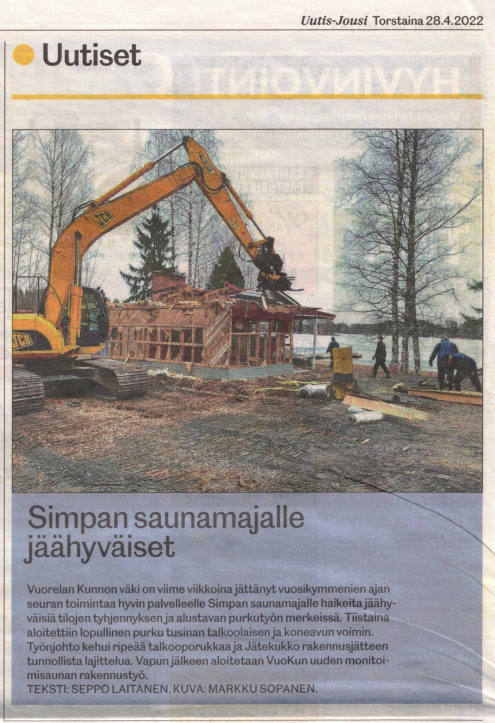 Uutis-Jousi Torstaina 28.4.2022
Uutiset
HYVINVOINTI
JCB
JCB
Simpan saunamajalle
jäähyväiset
Vuorelan Kunnon väki on viime viikkoina jättänyt vuosikymmenien ajan
seuran toimintaa hyvin palvelleelle Simpan saunamajalle haikeita jäähy-
väisiä tilojen tyhjennyksen ja alustavan purkutyön merkeissä. Tiistaina
aloitettiin lopullinen purku tusinan talkoolaisen ja koneavun voimin.
Työnjohto kehui ripeää talkooporukkaa ja Jätekukko rakennusjätteen
tunnollista lajittelua. Vapun jälkeen aloitetaan VuoKun uuden monitoi-
misaunan rakennustyö.
TEKSTI: SEPPO LAITANEN. KUVA: MARKKU SOPANEN.